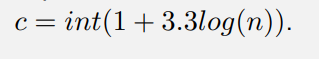 c = int(1 + 3.3log(n)).